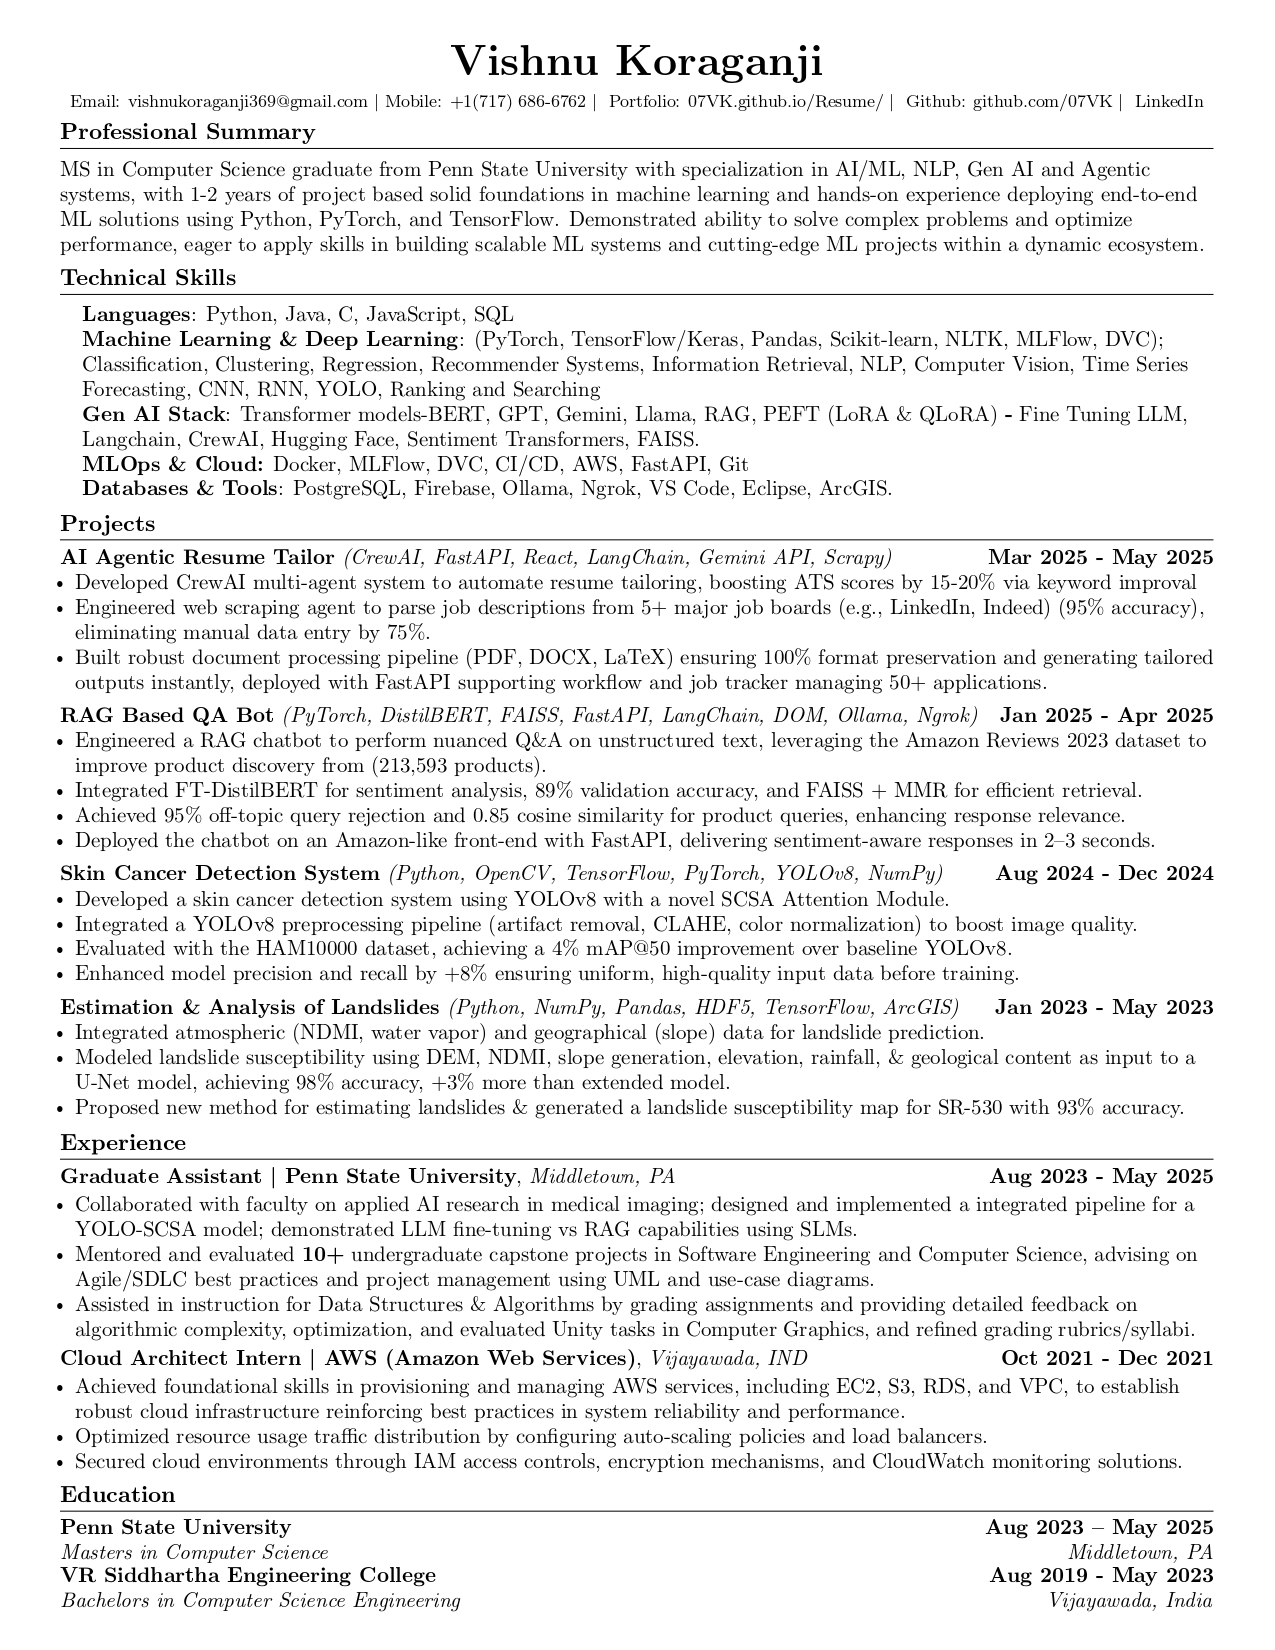 Vishnu Koraganji
Email: vishnukoraganji369@gmail.com | Mobile: +1(717) 686-6762 | Portfolio: 07VK.github.io/Resume/ | Github: github.com/07VK | LinkedIn
Professional Summary
MS in Computer Science graduate from Penn State University with specialization in AI/ML, NLP, Gen AI and Agentic
systems, with 1-2 years of project based solid foundations in machine learning and hands-on experience deploying end-to-end
ML solutions using Python, PyTorch, and TensorFlow. Demonstrated ability to solve complex problems and optimize
performance, eager to apply skills in building scalable ML systems and cutting-edge ML projects within a dynamic ecosystem.
Technical Skills
Languages: Python, Java, C, JavaScript, SQL
Machine Learning & Deep Learning: (PyTorch, TensorFlow/Keras, Pandas, Scikit-learn, NLTK, MLFlow, DVC);
Classification, Clustering, Regression, Recommender Systems, Information Retrieval, NLP, Computer Vision, Time Series
Forecasting, CNN, RNN, YOLO, Ranking and Searching
Gen AI Stack: Transformer models-BERT, GPT, Gemini, Llama, RAG, PEFT (LoRA & QLoRA) - Fine Tuning LLM,
Langchain, CrewAI, Hugging Face, Sentiment Transformers, FAISS.
MLOps & Cloud: Docker, MLFlow, DVC, CI/CD, AWS, FastAPI, Git
Databases & Tools: PostgreSQL, Firebase, Ollama, Ngrok, VS Code, Eclipse, ArcGIS.
Projects
AI Agentic Resume Tailor (CrewAI, FastAPI, React, LangChain, Gemini API, Scrapy) Mar 2025 - May 2025
• Developed CrewAI multi-agent system to automate resume tailoring, boosting ATS scores by 15-20% via keyword improval
• Engineered web scraping agent to parse job descriptions from 5+ major job boards (e.g., LinkedIn, Indeed) (95% accuracy),
eliminating manual data entry by 75%.
• Built robust document processing pipeline (PDF, DOCX, LaTeX) ensuring 100% format preservation and generating tailored
outputs instantly, deployed with FastAPI supporting workflow and job tracker managing 50+ applications.
RAG Based QA Bot (PyTorch, DistilBERT, FAISS, FastAPI, LangChain, DOM, Ollama, Ngrok) Jan 2025 - Apr 2025
• Engineered a RAG chatbot to perform nuanced Q&A on unstructured text, leveraging the Amazon Reviews 2023 dataset to
improve product discovery from (213,593 products).
• Integrated FT-DistilBERT for sentiment analysis, 89% validation accuracy, and FAISS + MMR for efficient retrieval.
• Achieved 95% off-topic query rejection and 0.85 cosine similarity for product queries, enhancing response relevance.
• Deployed the chatbot on an Amazon-like front-end with FastAPI, delivering sentiment-aware responses in 2–3 seconds.
Skin Cancer Detection System (Python, OpenCV, TensorFlow, PyTorch, YOLOv8, NumPy) Aug 2024 - Dec 2024
• Developed a skin cancer detection system using YOLOv8 with a novel SCSA Attention Module.
• Integrated a YOLOv8 preprocessing pipeline (artifact removal, CLAHE, color normalization) to boost image quality.
• Evaluated with the HAM10000 dataset, achieving a 4% mAP@50 improvement over baseline YOLOv8.
• Enhanced model precision and recall by +8% ensuring uniform, high-quality input data before training.
Estimation & Analysis of Landslides (Python, NumPy, Pandas, HDF5, TensorFlow, ArcGIS) Jan 2023 - May 2023
• Integrated atmospheric (NDMI, water vapor) and geographical (slope) data for landslide prediction.
• Modeled landslide susceptibility using DEM, NDMI, slope generation, elevation, rainfall, & geological content as input to a
U-Net model, achieving 98% accuracy, +3% more than extended model.
• Proposed new method for estimating landslides & generated a landslide susceptibility map for SR-530 with 93% accuracy.
Experience
Graduate Assistant | Penn State University, Middletown, PA Aug 2023 - May 2025
• Collaborated with faculty on applied AI research in medical imaging; designed and implemented a integrated pipeline for a
YOLO-SCSA model; demonstrated LLM fine-tuning vs RAG capabilities using SLMs.
• Mentored and evaluated 10+ undergraduate capstone projects in Software Engineering and Computer Science, advising on
Agile/SDLC best practices and project management using UML and use-case diagrams.
• Assisted in instruction for Data Structures & Algorithms by grading assignments and providing detailed feedback on
algorithmic complexity, optimization, and evaluated Unity tasks in Computer Graphics, and refined grading rubrics/syllabi.
Cloud Architect Intern | AWS (Amazon Web Services), Vijayawada, IND Oct 2021 - Dec 2021
• Achieved foundational skills in provisioning and managing AWS services, including EC2, S3, RDS, and VPC, to establish
robust cloud infrastructure reinforcing best practices in system reliability and performance.
• Optimized resource usage traffic distribution by configuring auto-scaling policies and load balancers.
• Secured cloud environments through IAM access controls, encryption mechanisms, and CloudWatch monitoring solutions.
Education
Penn State University Aug 2023 – May 2025
Masters in Computer Science Middletown, PA
VR Siddhartha Engineering College Aug 2019 - May 2023
Bachelors in Computer Science Engineering Vijayawada, India